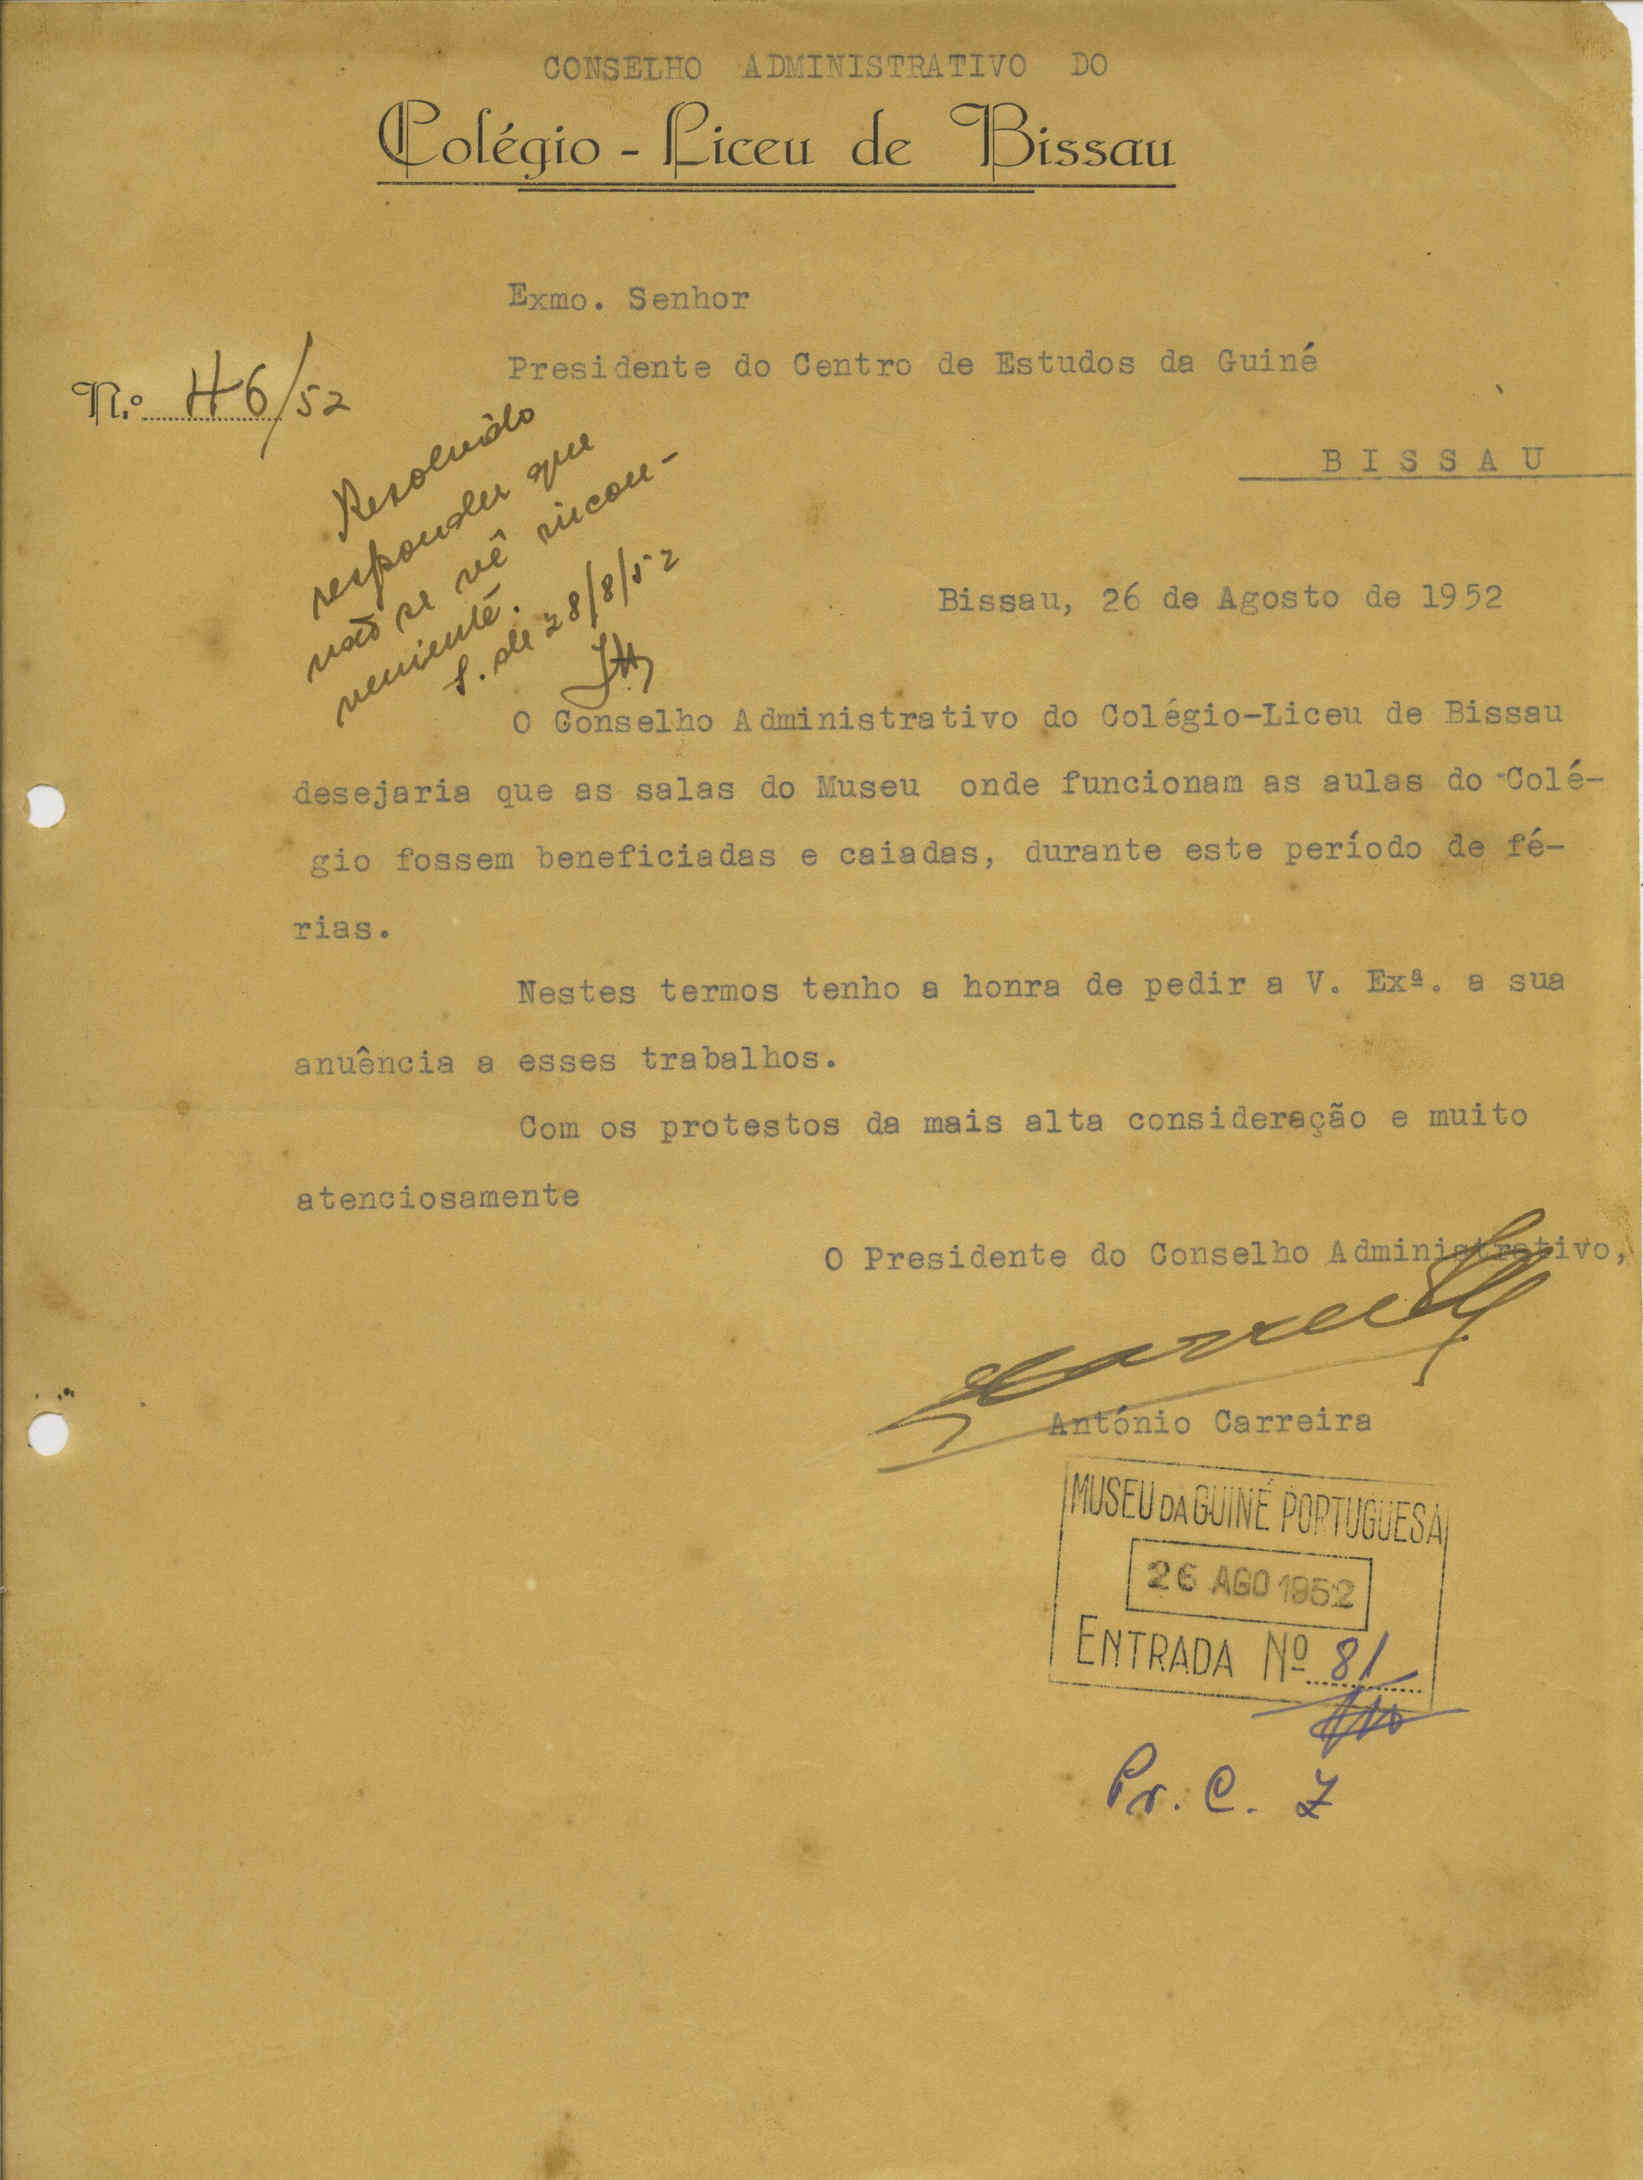 CONSELHO ADMINISTRATIVO DO
Colégio - Liceu de Bissau
Exmo. Senhor
Presidente do Centro de Estudos da Guiné
N.º 46/52
BISSAU
Resolvido
responder que
não se vê incon-
veniente.
S. de 28/8/52
Bissau, 26 de Agosto de 1952
O Conselho Administrativo do Colégio-Liceu de Bissau
desejaria que as salas do Museu onde funcionam as aulas do Colé-
gio fossem beneficiadas e caiadas, durante este período de fé-
rias.
Nestes termos tenho a honra de pedir a V. Exª. a sua
anuência a esses trabalhos.
Com os protestos da mais alta consideração e muito
atenciosamente
O Presidente do Conselho Administrativo,
António Carreira
MUSEU DA GUINÉ PORTUGUESA
26 AGO 1952
ENTRADA Nº 81
Pr. C. 7